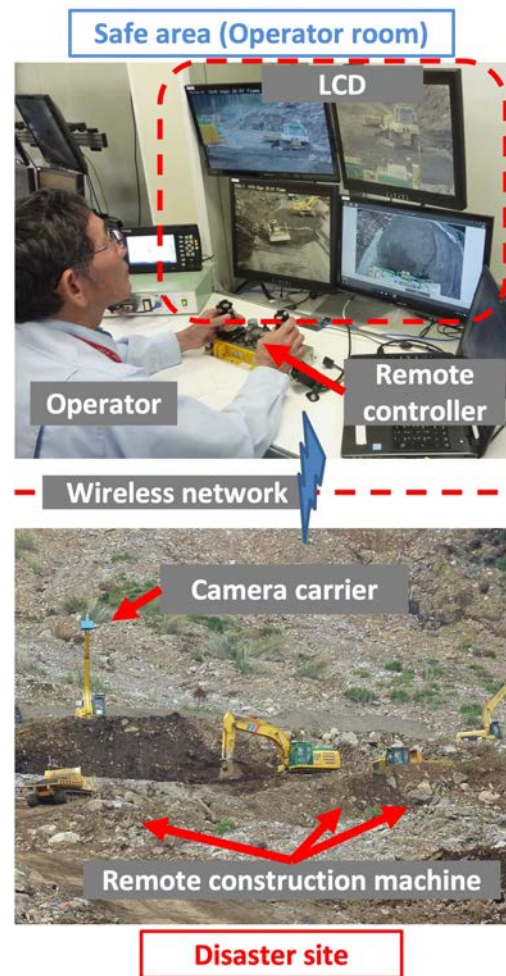 Safe area (Operator room)
LCD
Operator
Remote
controller
Wireless network
Camera carrier
Remote construction machine
Disaster site